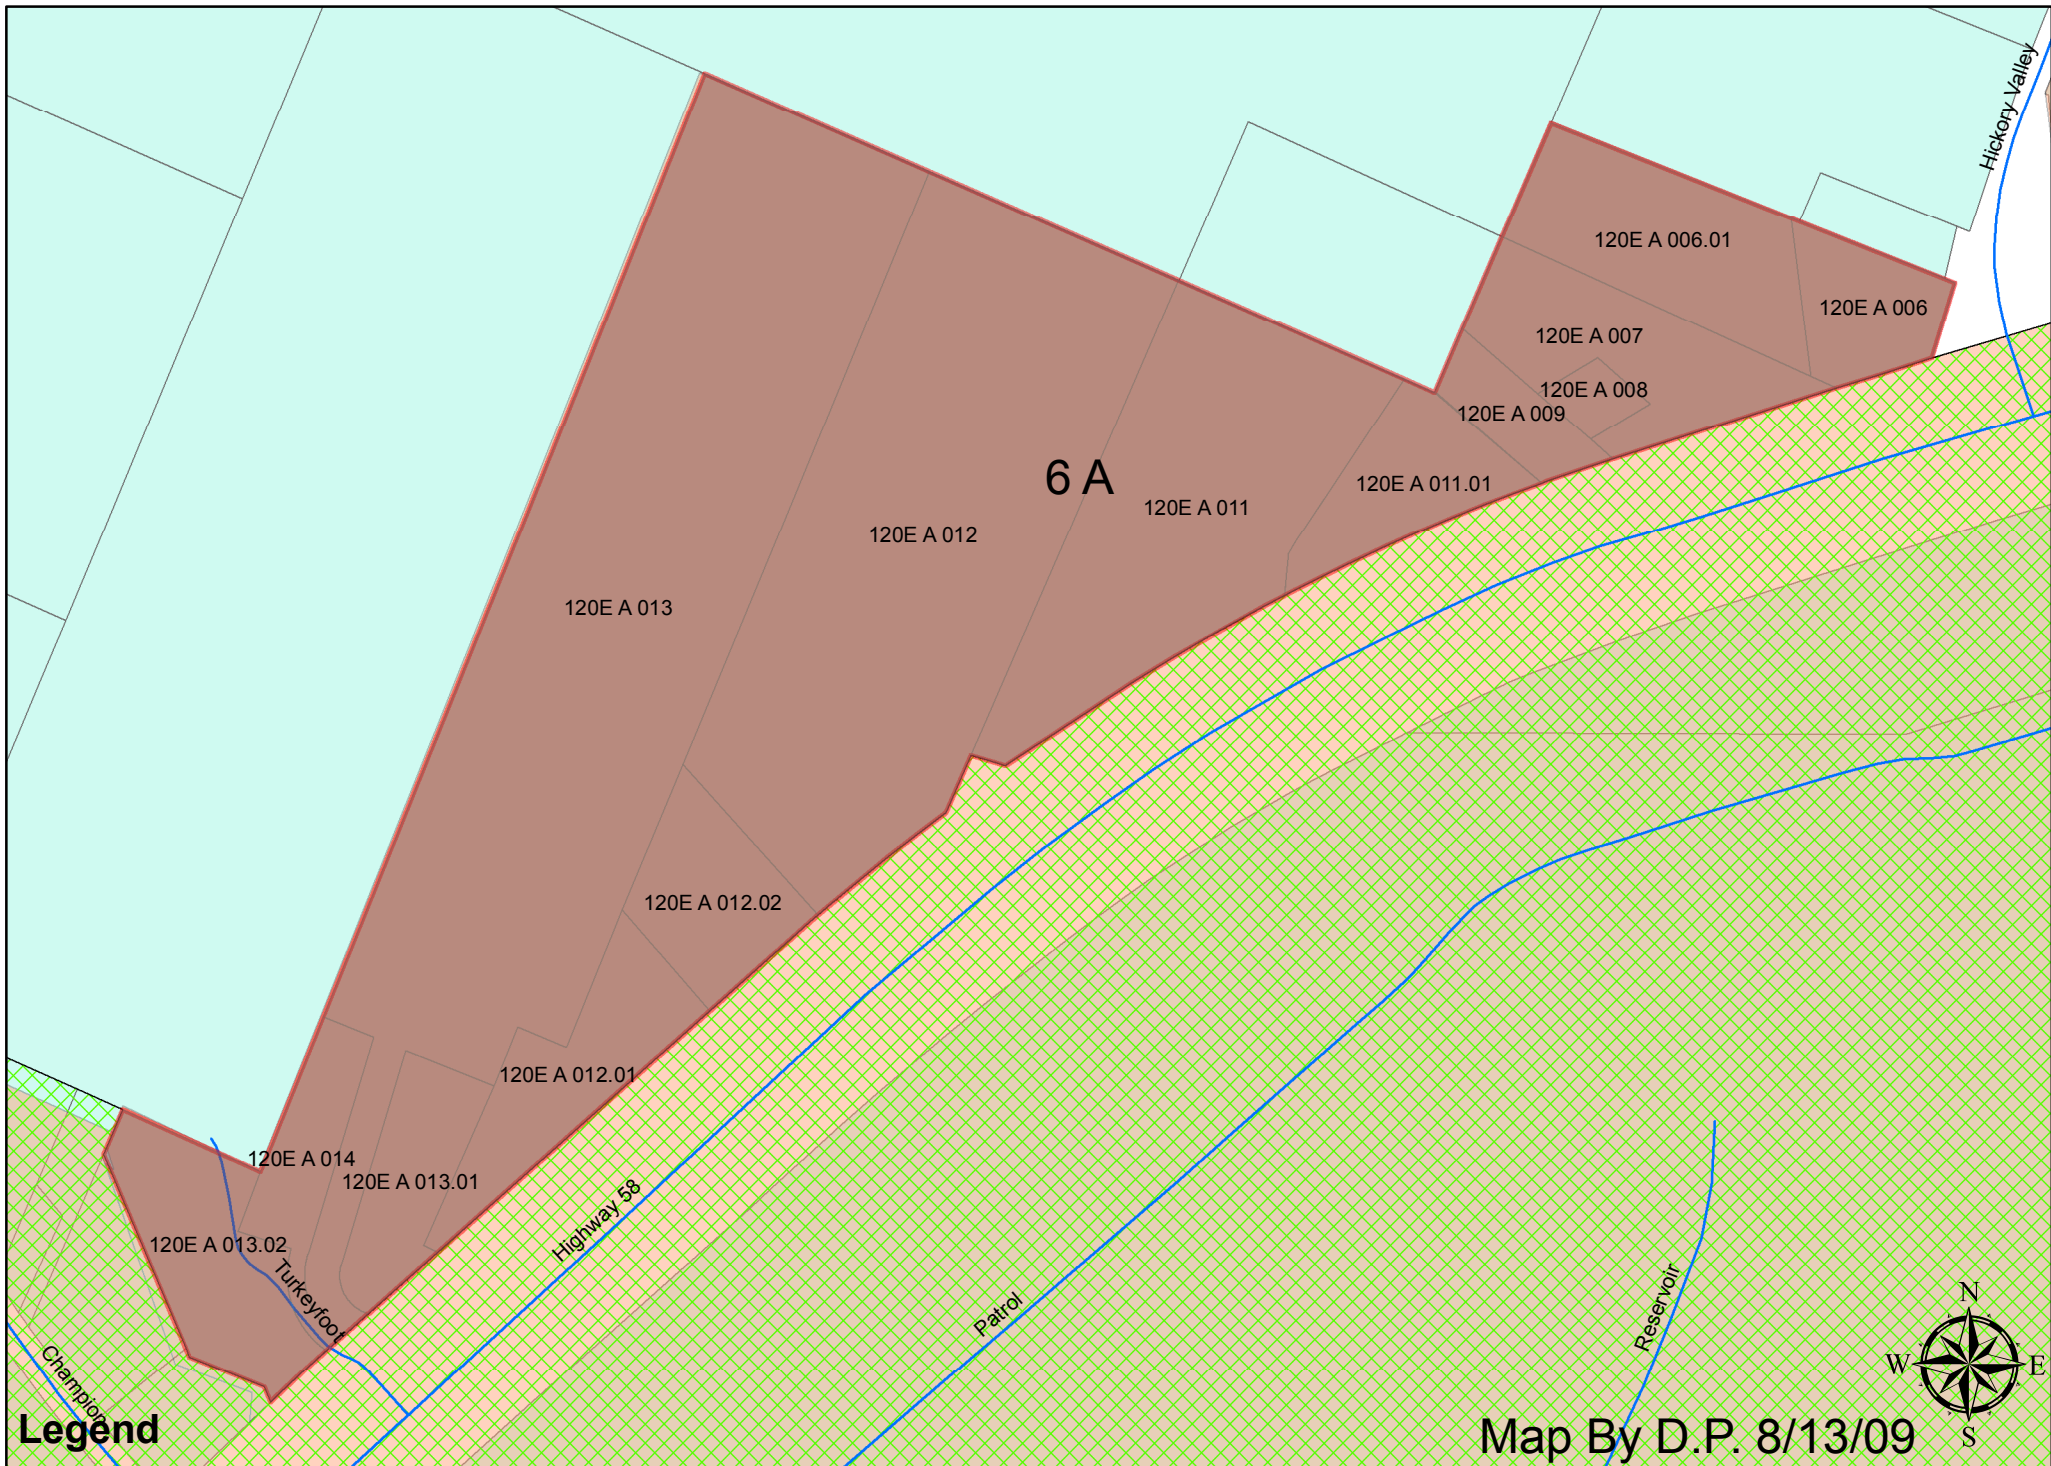 Hickory Valley
120E A 006.01
120E A 006
120E A 007
120E A 008
120E A 009
6 A
120E A 011.01
120E A 011
120E A 012
120E A 013
120E A 012.02
120E A 012.01
120E A 014
120E A 013.01
120E A 013.02
Turkeyfoot
Highway 58
Patrol
Reservoir
Champion
N
W
E
S
Legend
Map By D.P. 8/13/09